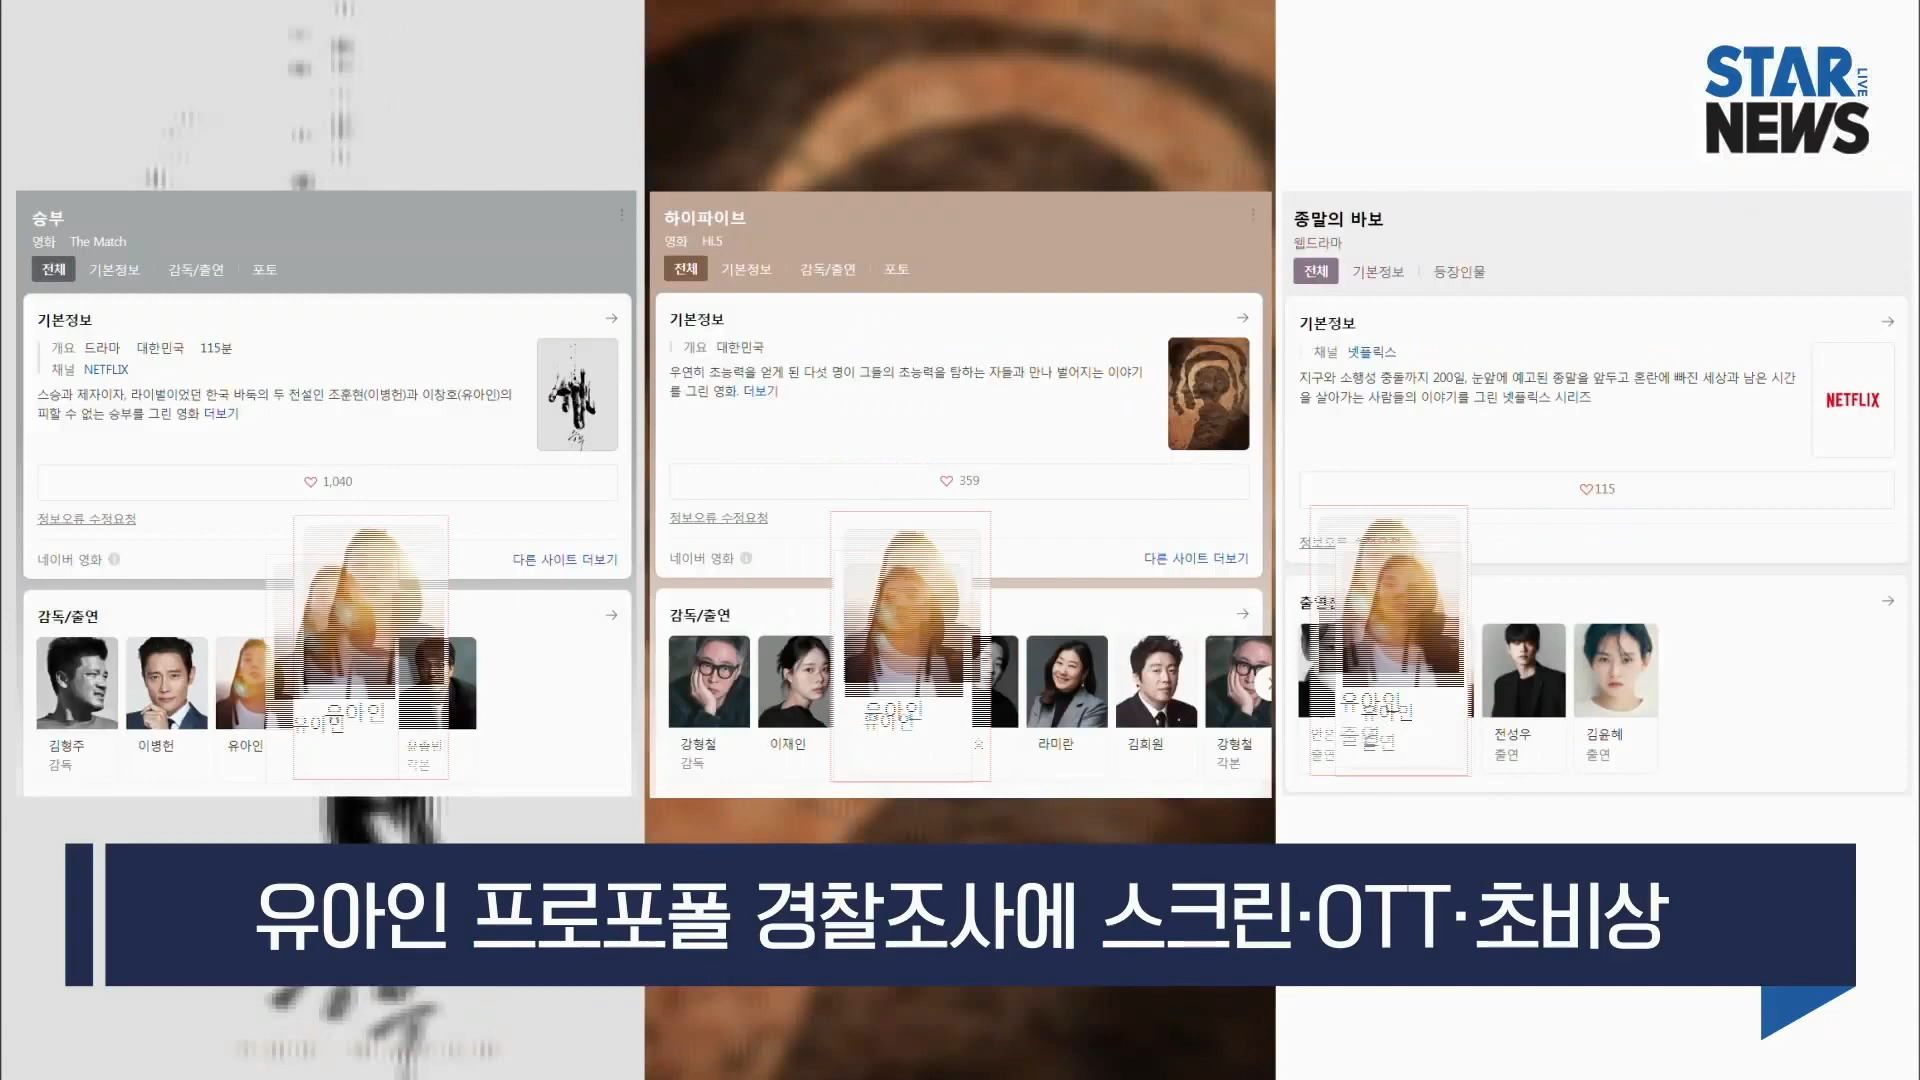 STAR LIVE
NEWS
승부
영화 The Match
전체 기본정보 감독/출연 포토
기본정보
개요 드라마 대한민국 115분
채널 NETFLIX
스승과 제자이자, 라이벌이었던 한국 바둑의 두 전설인 조훈현(이병헌)과 이창호(유아인)의
피할 수 없는 승부를 그린 영화 더보기
1,040
정보오류 수정요청
네이버 영화
다른 사이트 더보기
감독/출연
김형주
감독
이병헌
유아인
유아인
유아인
각본
하이파이브
영화 Hi.5
전체 기본정보 감독/출연 포토
기본정보
개요 대한민국
우연히 초능력을 얻게 된 다섯 명이 그들의 초능력을 탐하는 자들과 만나 벌어지는 이야기
를 그린 영화. 더보기
359
정보오류 수정요청
네이버 영화
다른 사이트 더보기
감독/출연
강형철
감독
이재인
유아인
유아인
라미란
김희원
강형철
각본
종말의 바보
웹드라마
전체 기본정보 등장인물
기본정보
채널 넷플릭스
지구와 소행성 충돌까지 200일, 눈앞에 예고된 종말을 앞두고 혼란에 빠진 세상과 남은 시간
을 살아가는 사람들의 이야기를 그린 넷플릭스 시리즈
NETFLIX
115
유아인
유아인
출연
출연
출연
전성우
출연
김윤혜
출연
유아인 프로포폴 경찰조사에 스크린·OTT·초비상